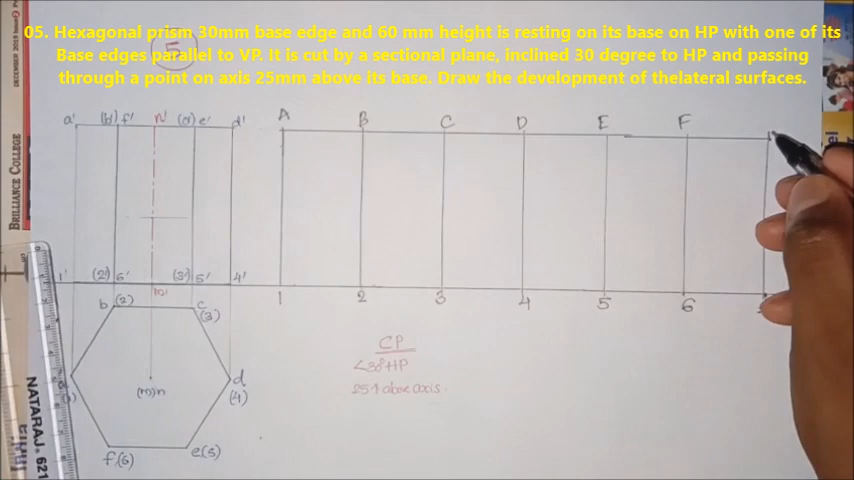 05. Hexagonal prism 30mm base edge and 60 mm height is resting on its base on HP with one of its
Base edges parallel to VP. It is cut by a sectional plane, inclined 30 degree to HP and passing
through a point on axis 25mm above its base. Draw the development of thelateral surfaces.
5
a' (b') f' n' (c') e' d' A B C D E F
1' (2') 6' m' (3') 5' 4' 1 2 3 4 5 6
b (2) c (3)
CP
∠30° HP
25↑ above axis.
(m)n d (4)
f(6) e(5)
BRILLIANCE COLLEGE
NATARAJ. 621